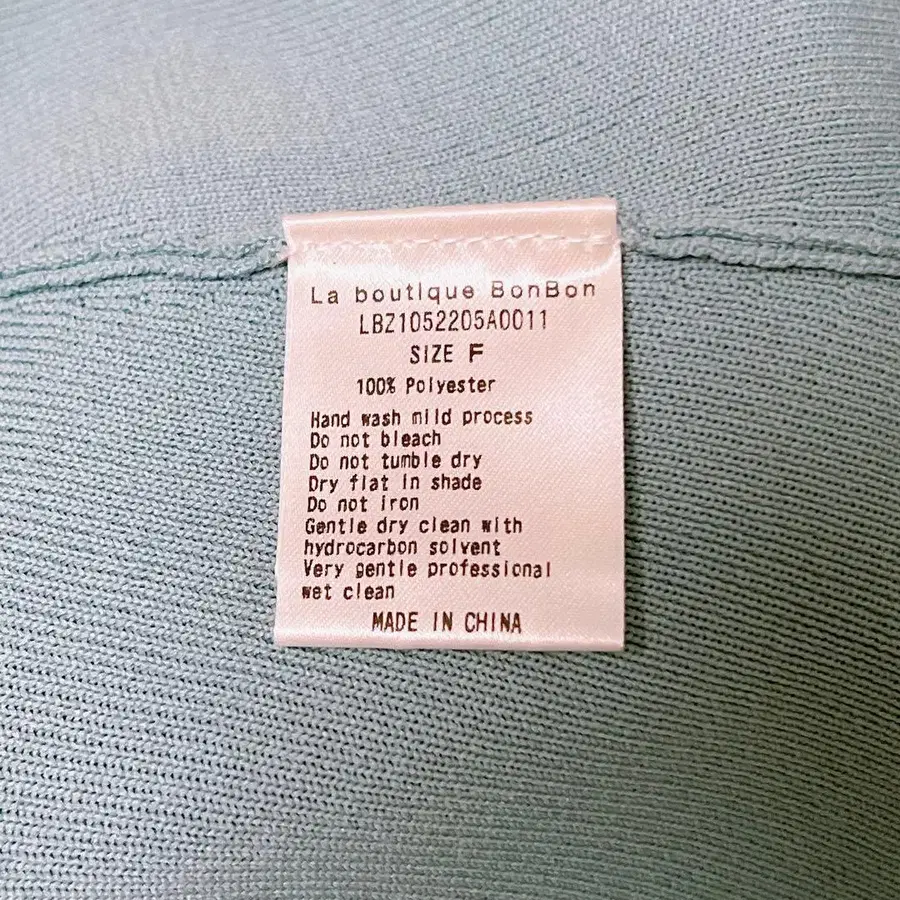 La boutique BonBon
LBZ1052205A0011
SIZE F
100% Polyester
Hand wash mild process
Do not bleach
Do not tumble dry
Dry flat in shade
Do not iron
Gentle dry clean with
hydrocarbon solvent
Very gentle professional
wet clean
MADE IN CHINA